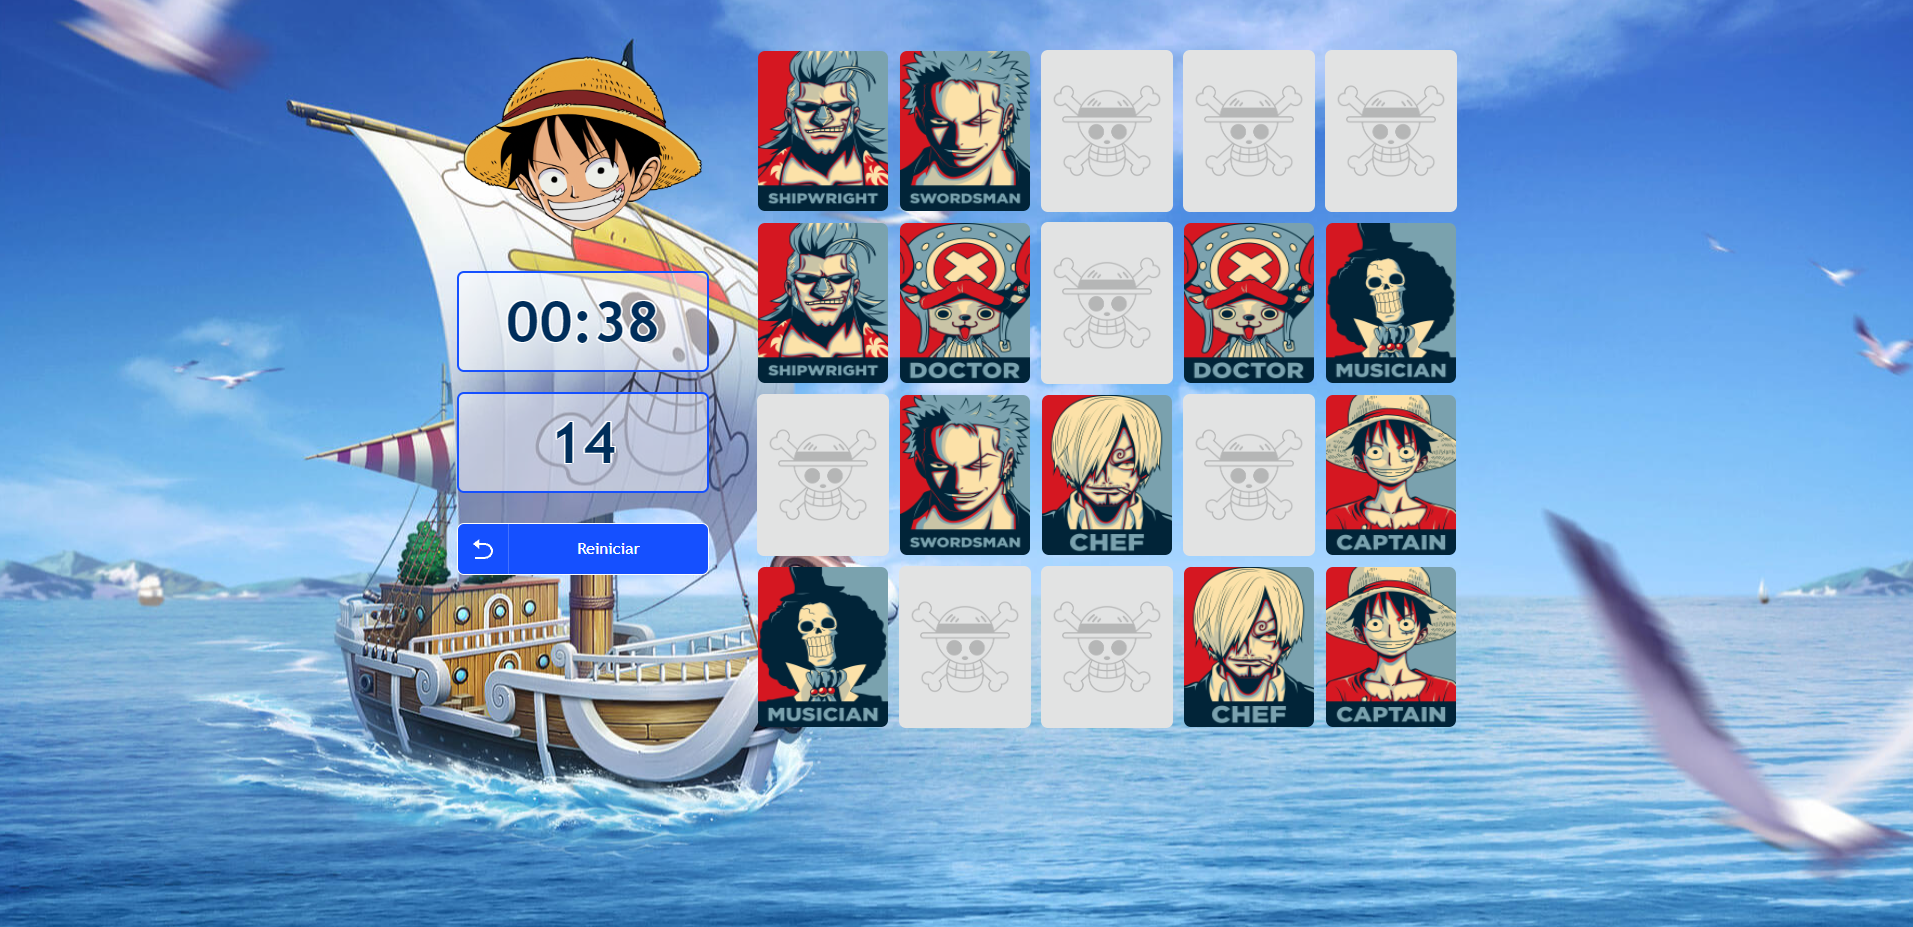 00:38
14
Reiniciar
SHIPWRIGHT
SWORDSMAN
SHIPWRIGHT
DOCTOR
DOCTOR
MUSICIAN
SWORDSMAN
CHEF
CAPTAIN
MUSICIAN
CHEF
CAPTAIN